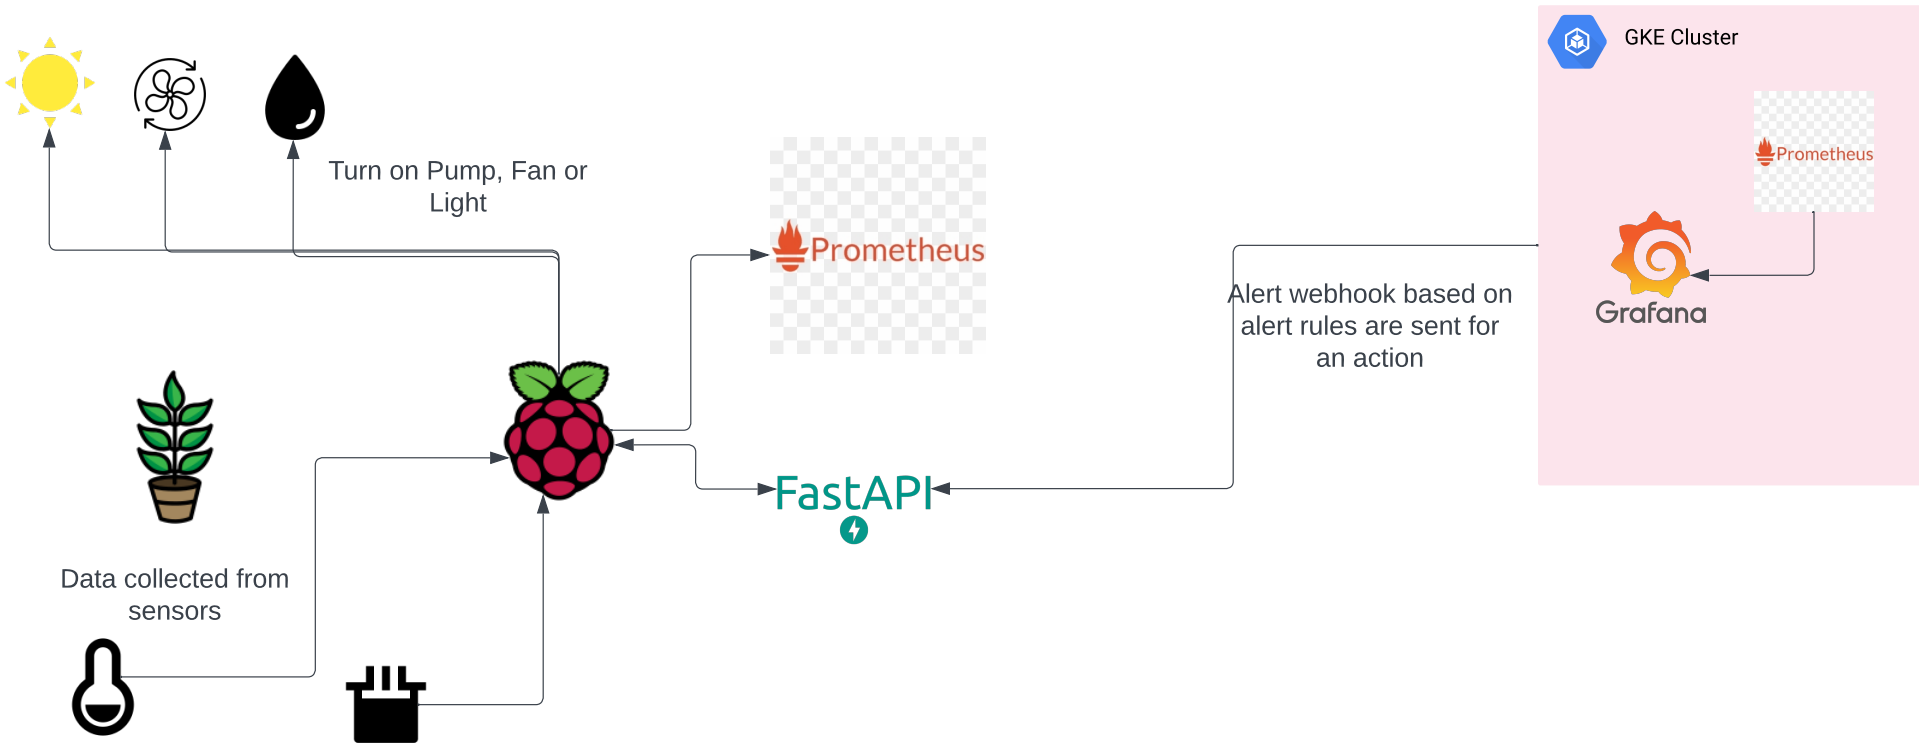 GKE Cluster
Prometheus
Turn on Pump, Fan or
Light
Prometheus
Alert webhook based on
alert rules are sent for
an action
Grafana
FastAPI
Data collected from
sensors